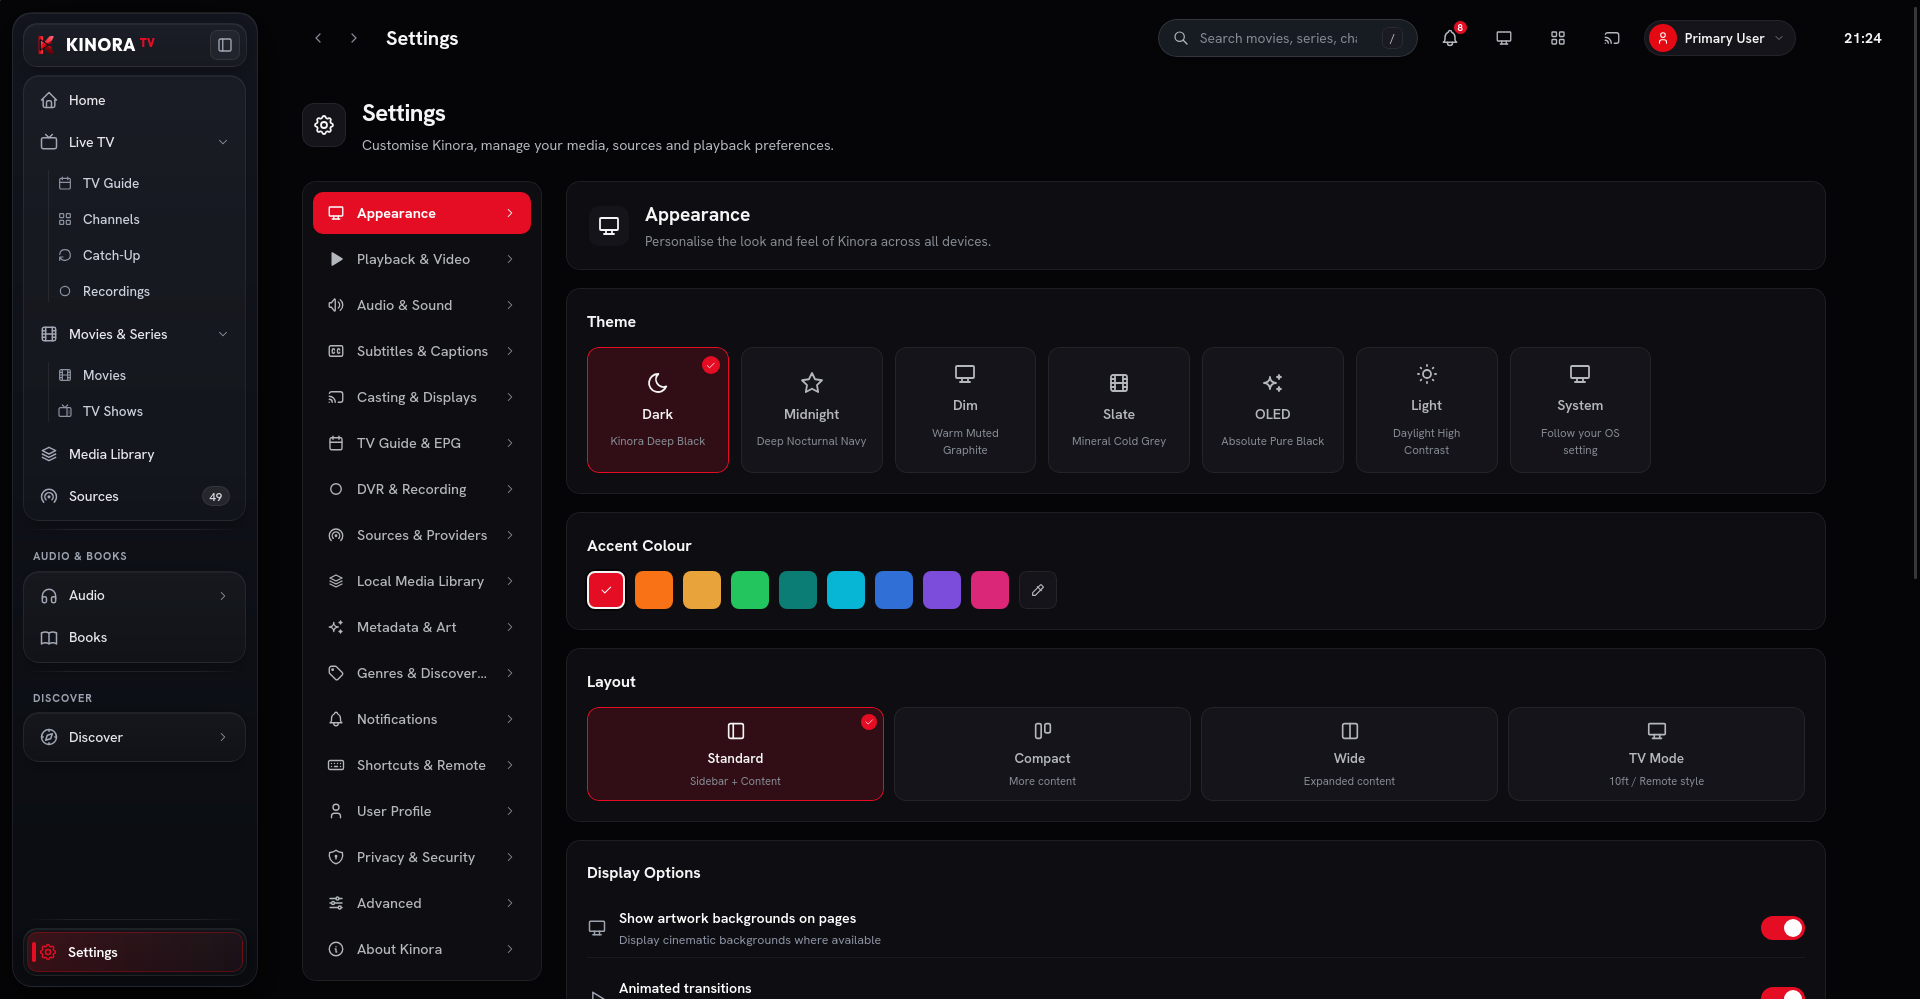 KINORA TV
Home
Live TV
TV Guide
Channels
Catch-Up
Recordings
Movies & Series
Movies
TV Shows
Media Library
Sources 49
AUDIO & BOOKS
Audio
Books
DISCOVER
Discover
Settings
Settings
Search movies, series, cha /
8
Primary User
21:24
Settings
Customise Kinora, manage your media, sources and playback preferences.
Appearance
Playback & Video
Audio & Sound
Subtitles & Captions
Casting & Displays
TV Guide & EPG
DVR & Recording
Sources & Providers
Local Media Library
Metadata & Art
Genres & Discover...
Notifications
Shortcuts & Remote
User Profile
Privacy & Security
Advanced
About Kinora
Appearance
Personalise the look and feel of Kinora across all devices.
Theme
Dark
Kinora Deep Black
Midnight
Deep Nocturnal Navy
Dim
Warm Muted
Graphite
Slate
Mineral Cold Grey
OLED
Absolute Pure Black
Light
Daylight High
Contrast
System
Follow your OS
setting
Accent Colour
Layout
Standard
Sidebar + Content
Compact
More content
Wide
Expanded content
TV Mode
10ft / Remote style
Display Options
Show artwork backgrounds on pages
Display cinematic backgrounds where available
Animated transitions